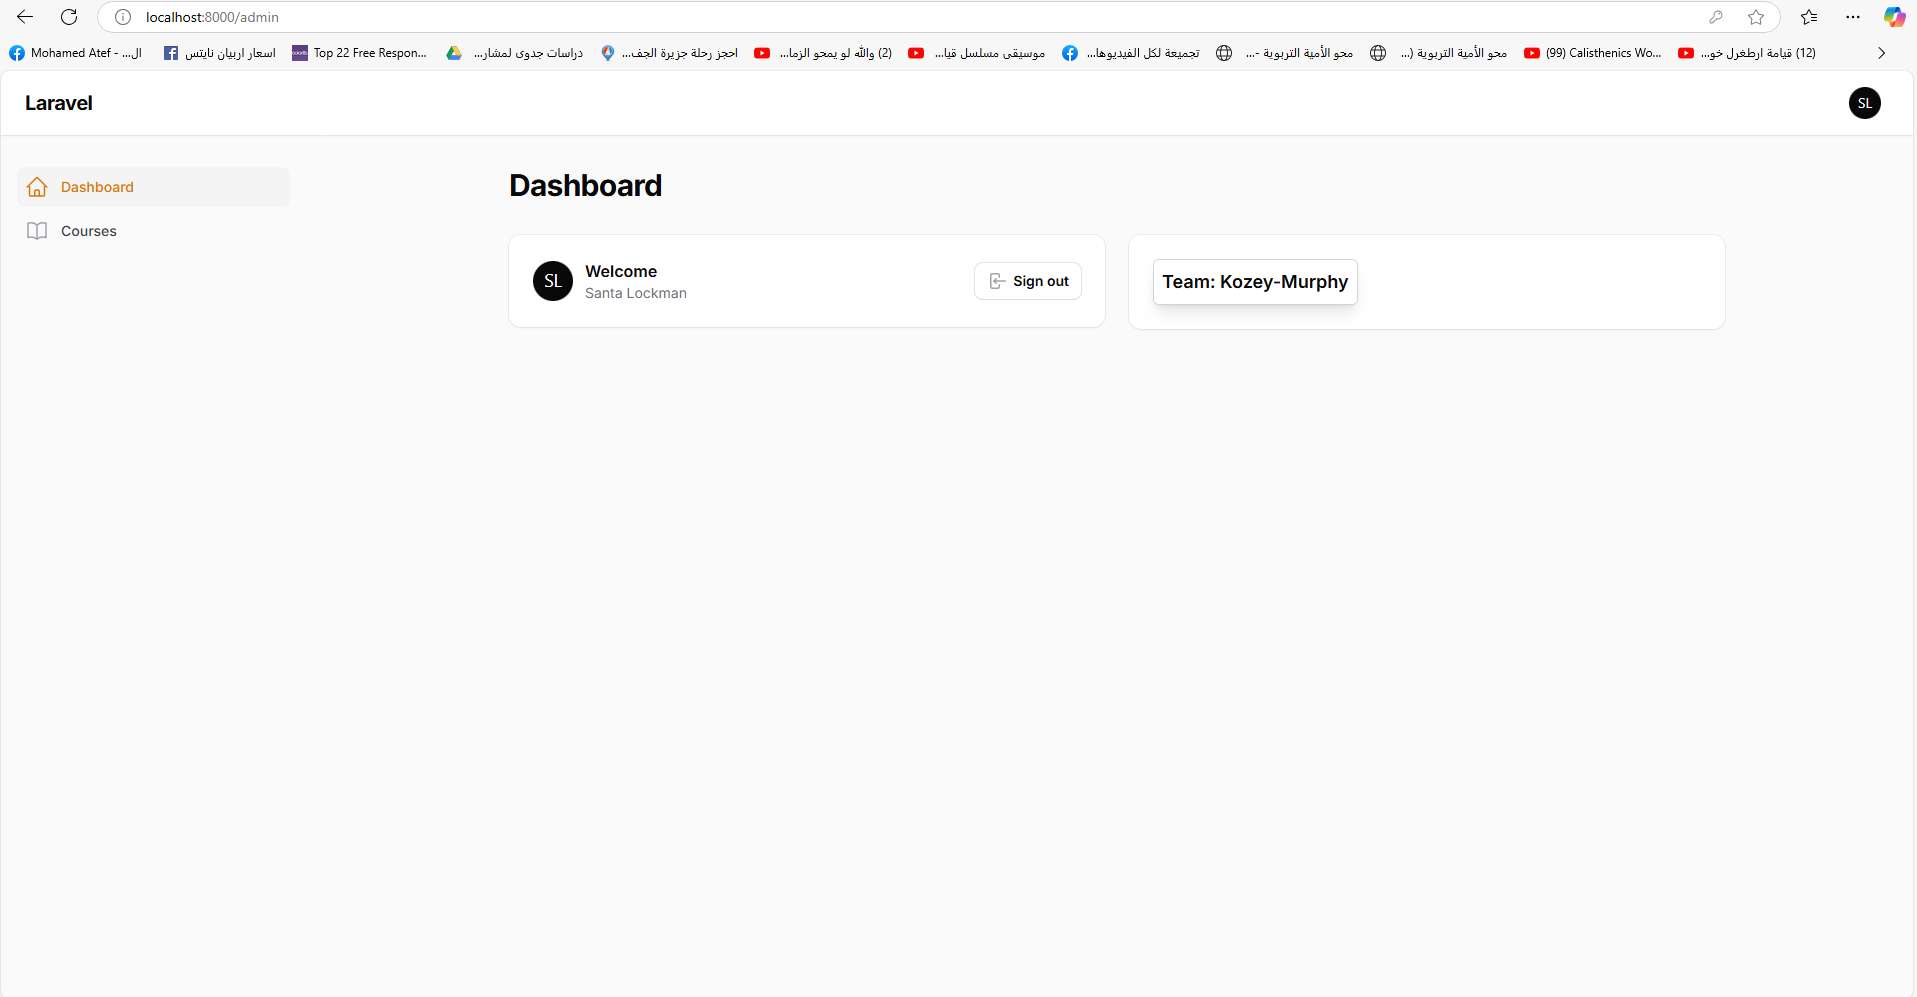 localhost:8000/admin
Mohamed Atef - ...ال
اسعار اربيان نايتس
Top 22 Free Respon...
دراسات جدوى لمشار...
احجز رحلة جزيرة الجف...
(2) والله لو يمحو الزما...
موسيقى مسلسل قيا...
تجميعة لكل الفيديوها...
محو الأمية التربوية -...
محو الأمية التربوية (...
(99) Calisthenics Wo...
(12) قيامة ارطغرل خو...
Laravel
SL
Dashboard
Courses
Dashboard
SL
Welcome
Santa Lockman
Sign out
Team: Kozey-Murphy